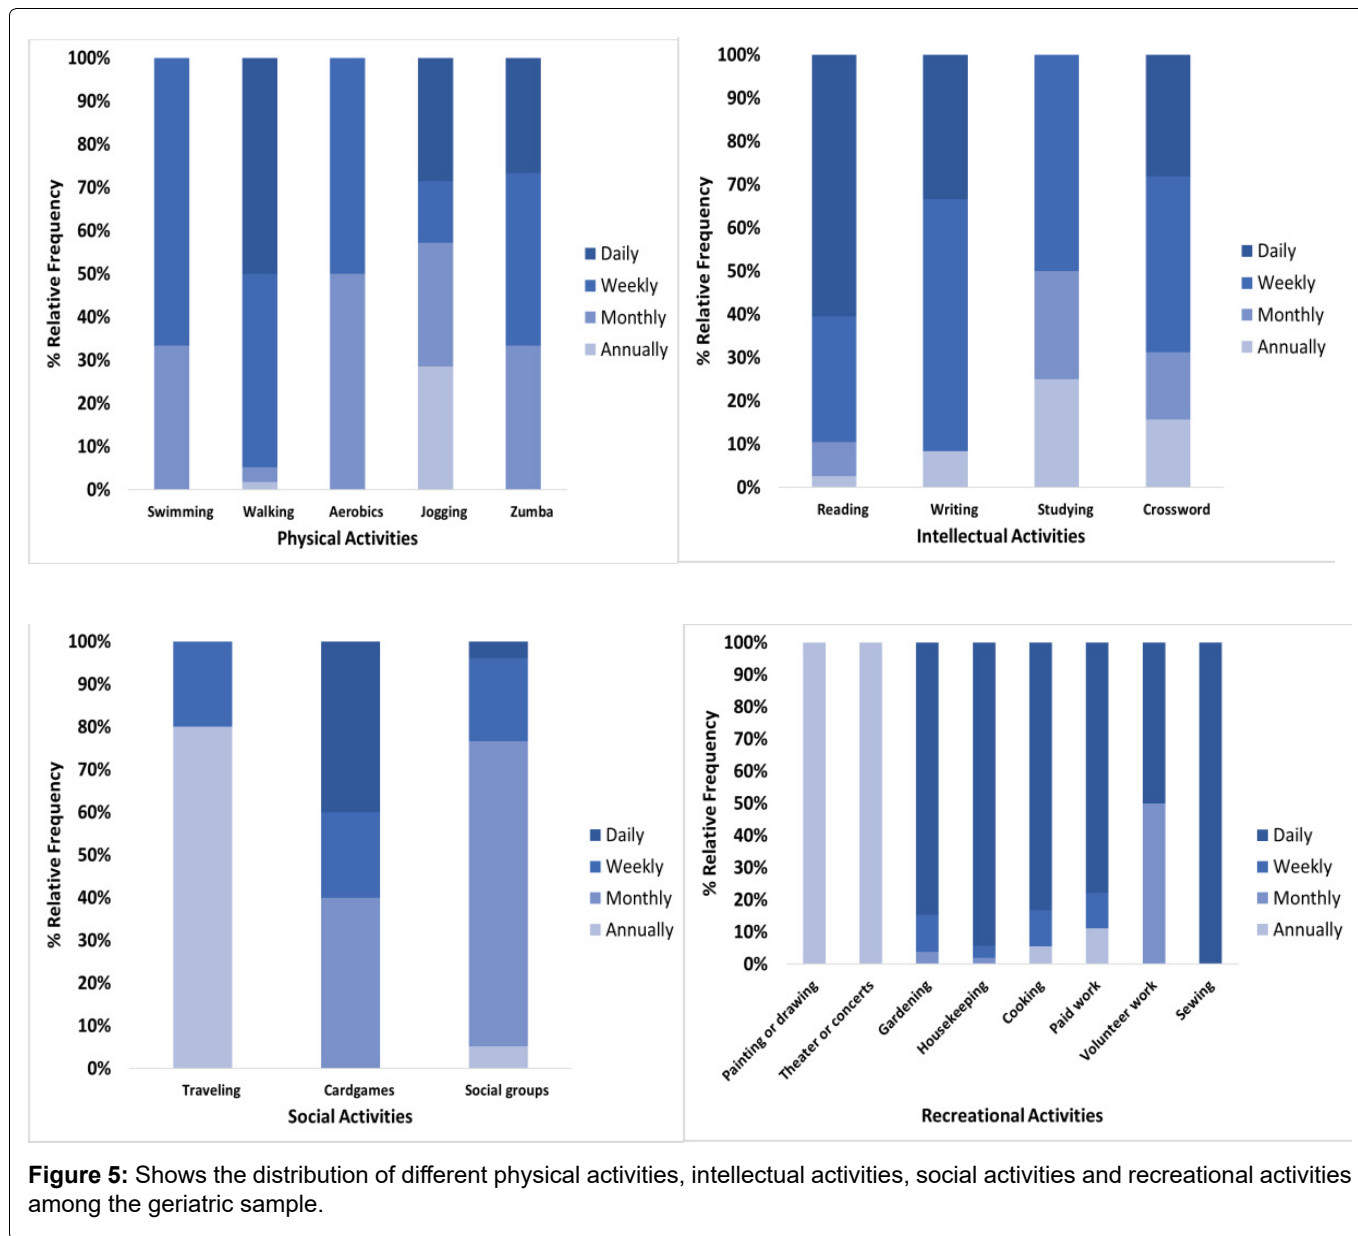 100%
90%
80%
70%
60%
50%
40%
30%
20%
10%
0%
% Relative Frequency
Swimming Walking Aerobics Jogging Zumba
Physical Activities
Daily
Weekly
Monthly
Annually
100%
90%
80%
70%
60%
50%
40%
30%
20%
10%
0%
% Relative Frequency
Reading Writing Studying Crossword
Intellectual Activities
Daily
Weekly
Monthly
Annually
100%
90%
80%
70%
60%
50%
40%
30%
20%
10%
0%
% Relative Frequency
Traveling Cardgames Social groups
Social Activities
Daily
Weekly
Monthly
Annually
100%
90%
80%
70%
60%
50%
40%
30%
20%
10%
0%
% Relative Frequency
Painting or drawing
Theater or concerts
Gardening
Housekeeping
Cooking
Paid work
Volunteer work
Sewing
Recreational Activities
Daily
Weekly
Monthly
Annually
Figure 5: Shows the distribution of different physical activities, intellectual activities, social activities and recreational activities
among the geriatric sample.